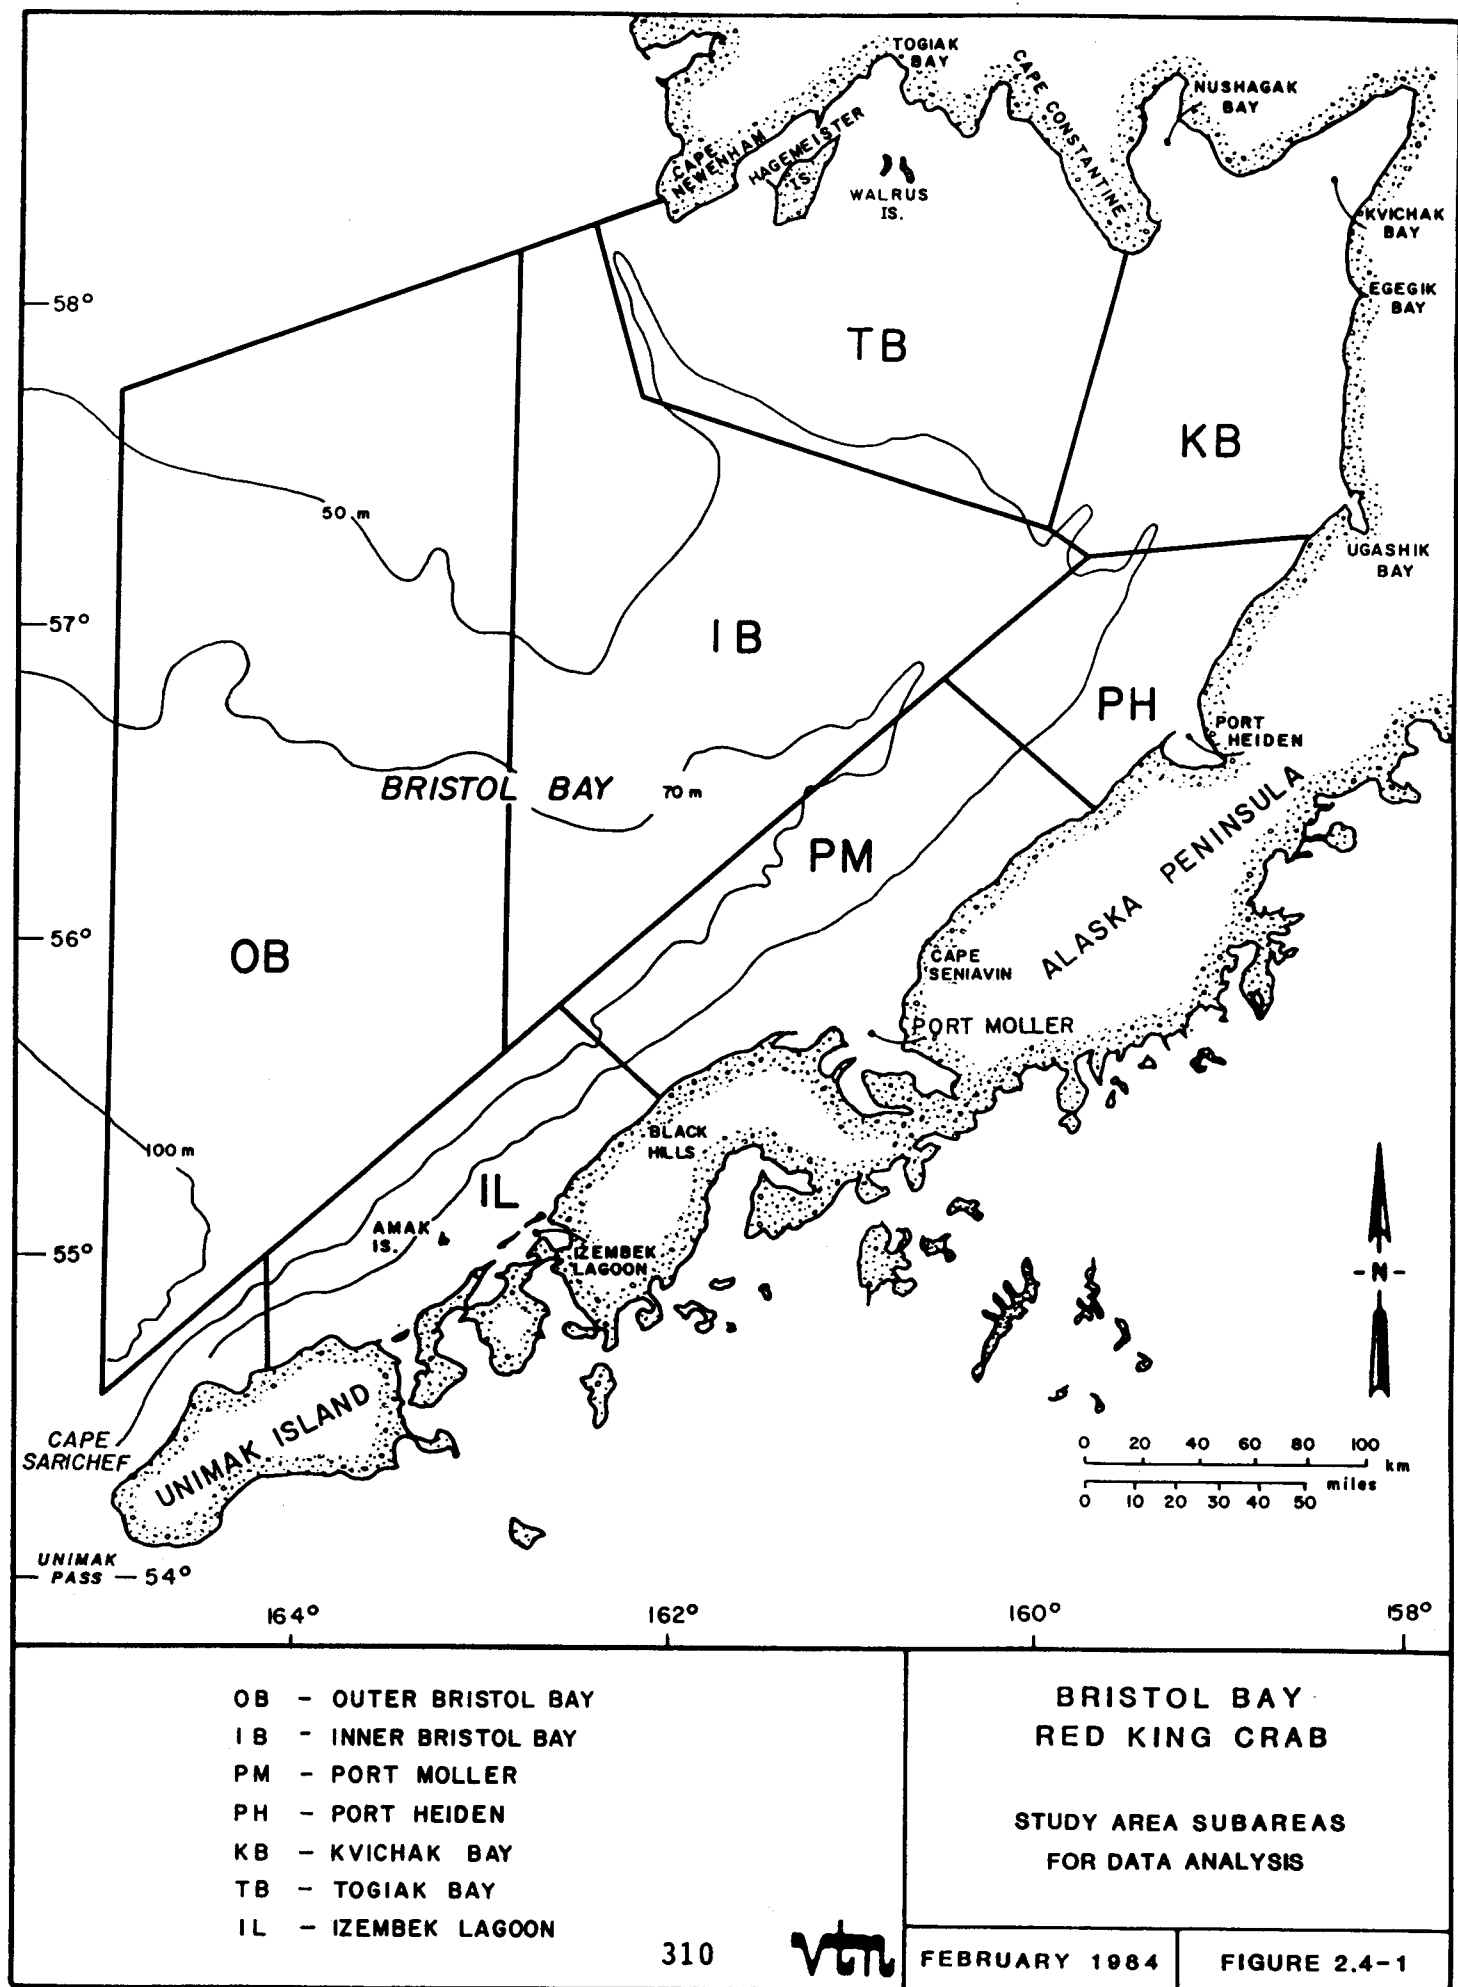 TOGIAK
BAY
CAPE CONSTANTINE
NUSHAGAK
BAY
CAPE
NEWENHAM
HAGEMEISTER
IS.
WALRUS
IS.
KVICHAK
BAY
EGEGIK
BAY
58°
TB
KB
50 m
UGASHIK
BAY
57°
IB
PH
PORT
HEIDEN
BRISTOL BAY
70 m
PM
ALASKA PENINSULA
56°
OB
CAPE
SENIAVIN
PORT MOLLER
BLACK
HILLS
100 m
IL
AMAK
IS.
IZEMBEK
LAGOON
55°
-N-
CAPE
SARICHEF
UNIMAK ISLAND
0 20 40 60 80 100
km
miles
0 10 20 30 40 50
UNIMAK
PASS
54°
164° 162° 160° 158°
OB - OUTER BRISTOL BAY
IB - INNER BRISTOL BAY
PM - PORT MOLLER
PH - PORT HEIDEN
KB - KVICHAK BAY
TB - TOGIAK BAY
IL - IZEMBEK LAGOON
310
vtn
BRISTOL BAY
RED KING CRAB
STUDY AREA SUBAREAS
FOR DATA ANALYSIS
FEBRUARY 1984
FIGURE 2.4-1